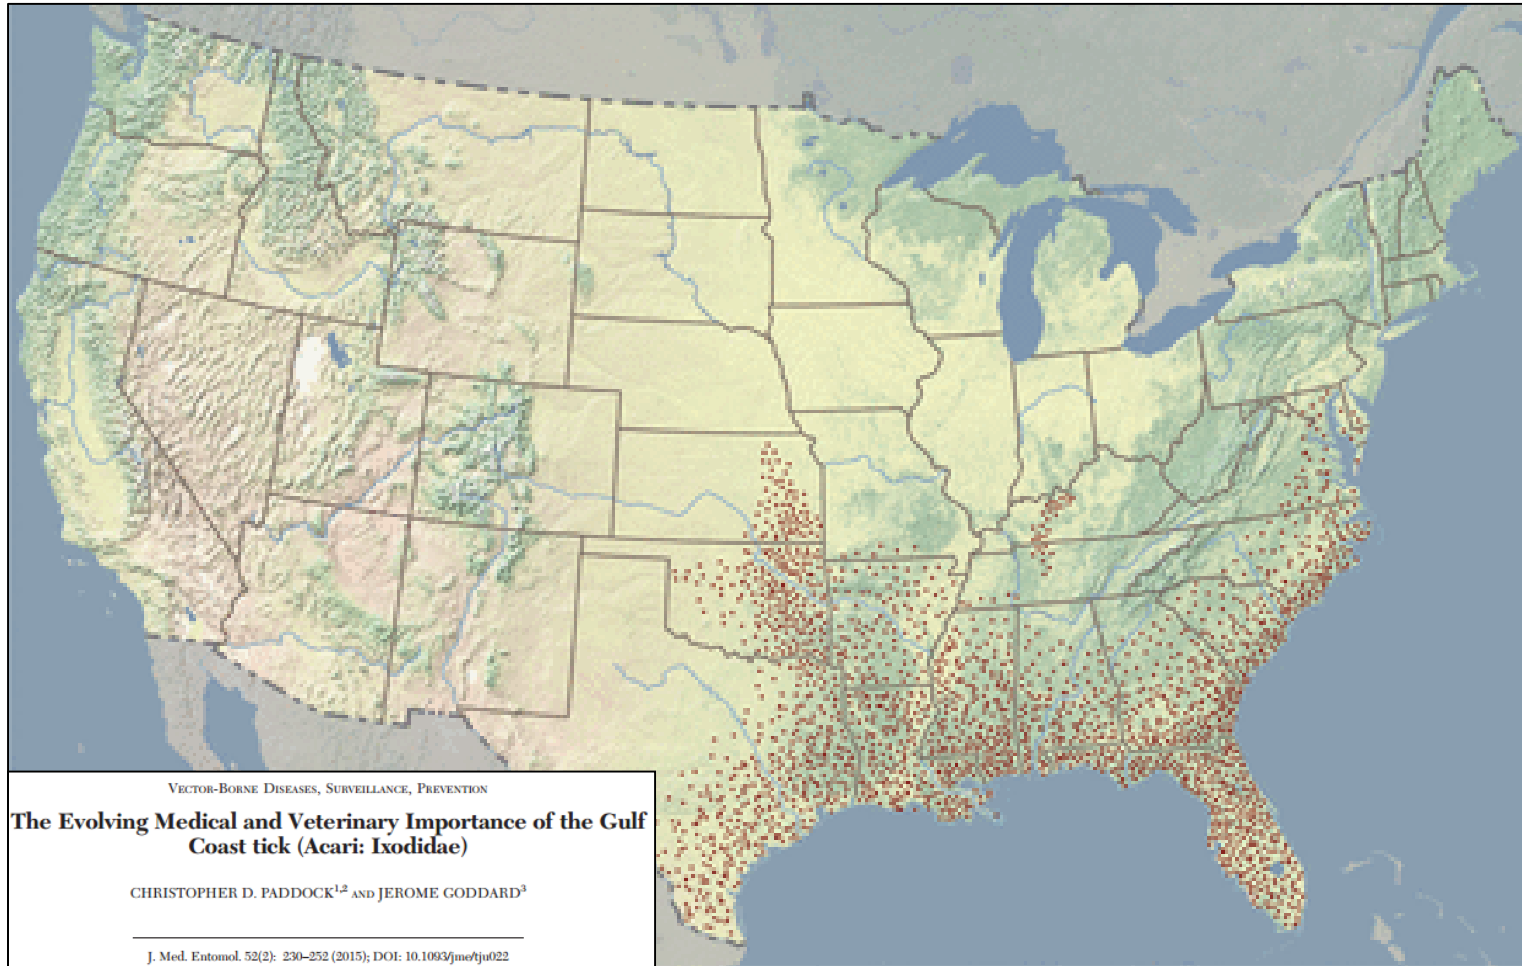 VECTOR-BORNE DISEASES, SURVEILLANCE, PREVENTION
The Evolving Medical and Veterinary Importance of the Gulf
Coast tick (Acari: Ixodidae)
CHRISTOPHER D. PADDOCK1,2 AND JEROME GODDARD3
J. Med. Entomol. 52(2): 230–252 (2015); DOI: 10.1093/jme/tju022